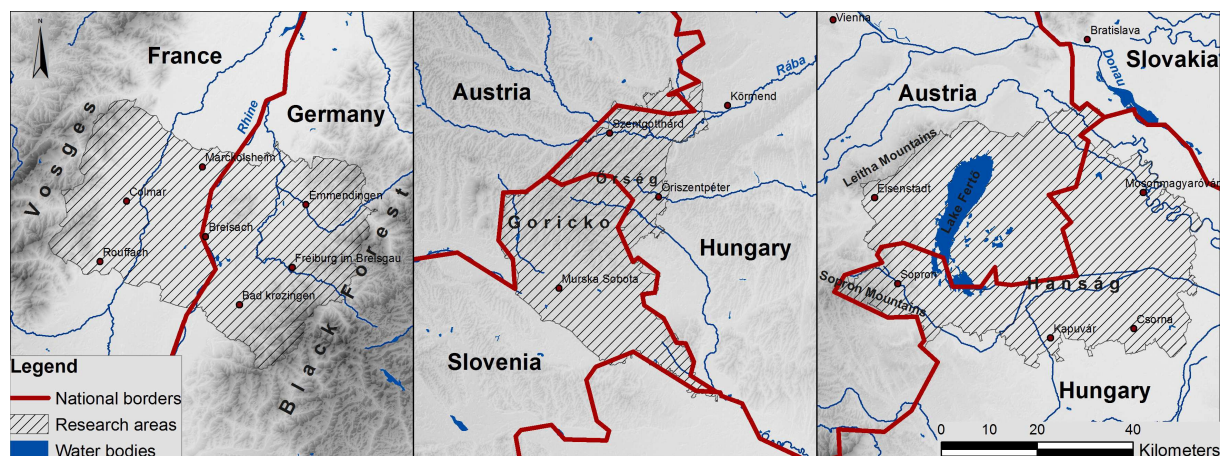 N
France
Rhine
Germany
Vosges
Marckolsheim
Colmar
Emmendingen
Breisach
Rouffach
Freiburg im Breisgau
Bad krozingen
Black Forest
Legend
National borders
Research areas
Water bodies
Austria
Rába
Körmend
Szentgotthárd
Őrség
Őriszentpéter
Goricko
Hungary
Murska Sobota
Slovenia
Vienna
Bratislava
Donau
Slovakia
Austria
Leitha Mountains
Eisenstadt
Lake Fertő
Mosonmagyaróvár
Sopron
Sopron Mountains
Hanság
Kapuvár
Csorna
Hungary
0 10 20 40
Kilometers